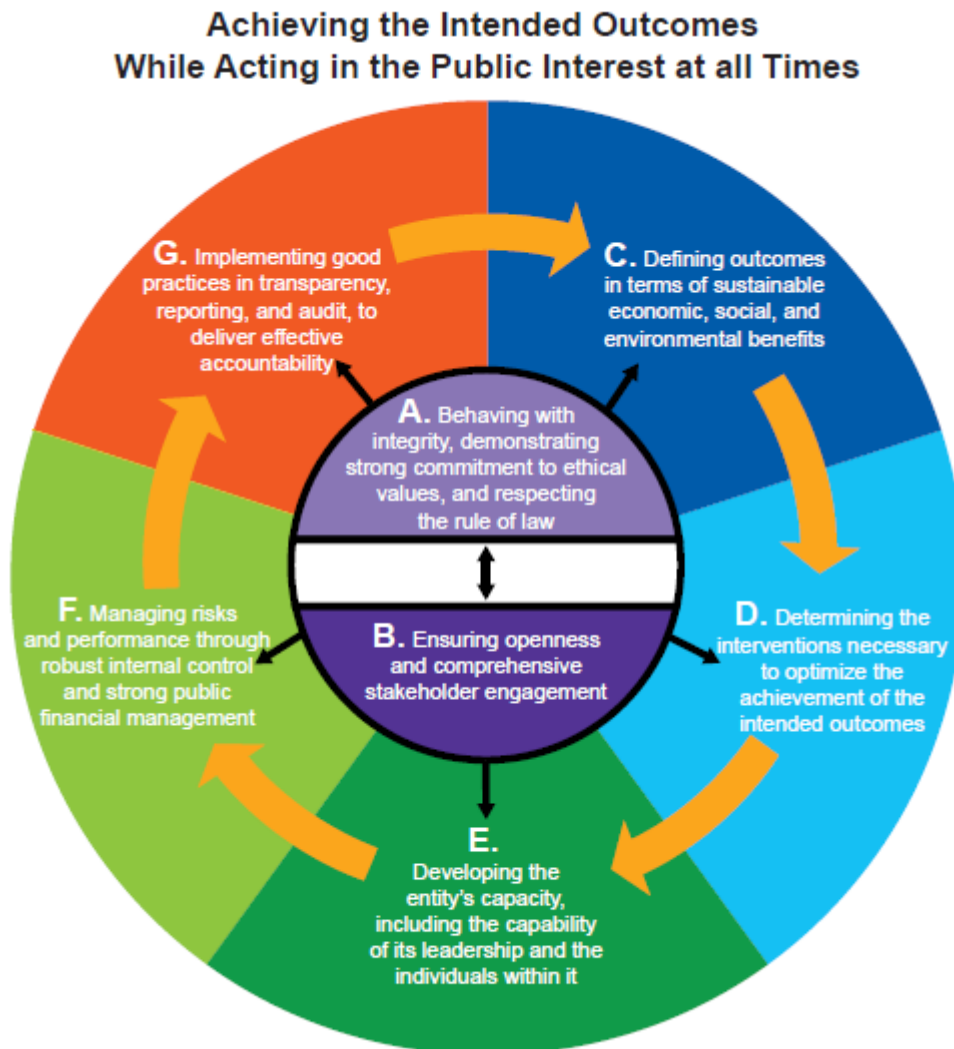 Achieving the Intended Outcomes
While Acting in the Public Interest at all Times
G. Implementing good
practices in transparency,
reporting, and audit, to
deliver effective
accountability
C. Defining outcomes
in terms of sustainable
economic, social, and
environmental benefits
A. Behaving with
integrity, demonstrating
strong commitment to ethical
values, and respecting
the rule of law
F. Managing risks
and performance through
robust internal control
and strong public
financial management
B. Ensuring openness
and comprehensive
stakeholder engagement
D. Determining the
interventions necessary
to optimize the
achievement of the
intended outcomes
E.
Developing the
entity's capacity,
including the capability
of its leadership and the
individuals within it